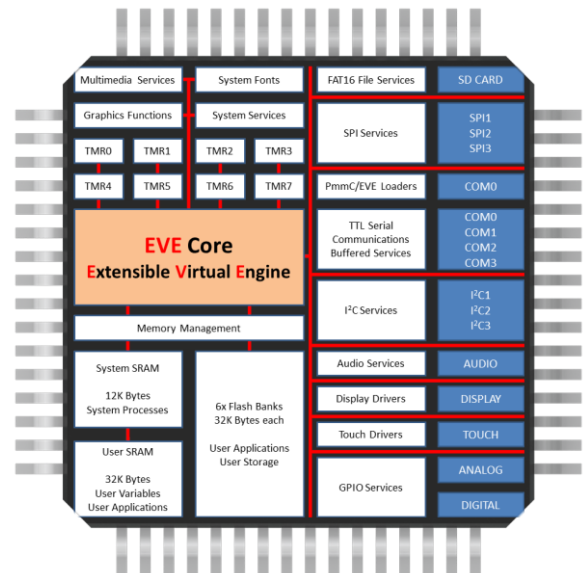 Multimedia Services
System Fonts
FAT16 File Services
SD CARD
Graphics Functions
System Services
SPI Services
SPI1
SPI2
SPI3
TMR0
TMR1
TMR2
TMR3
TMR4
TMR5
TMR6
TMR7
PmmC/EVE Loaders
COM0
EVE Core
Extensible Virtual Engine
TTL Serial
Communications
Buffered Services
COM0
COM1
COM2
COM3
Memory Management
I²C Services
I²C1
I²C2
I²C3
System SRAM
12K Bytes
System Processes
6x Flash Banks
32K Bytes each
User Applications
User Storage
Audio Services
AUDIO
Display Drivers
DISPLAY
Touch Drivers
TOUCH
User SRAM
32K Bytes
User Variables
User Applications
GPIO Services
ANALOG
DIGITAL